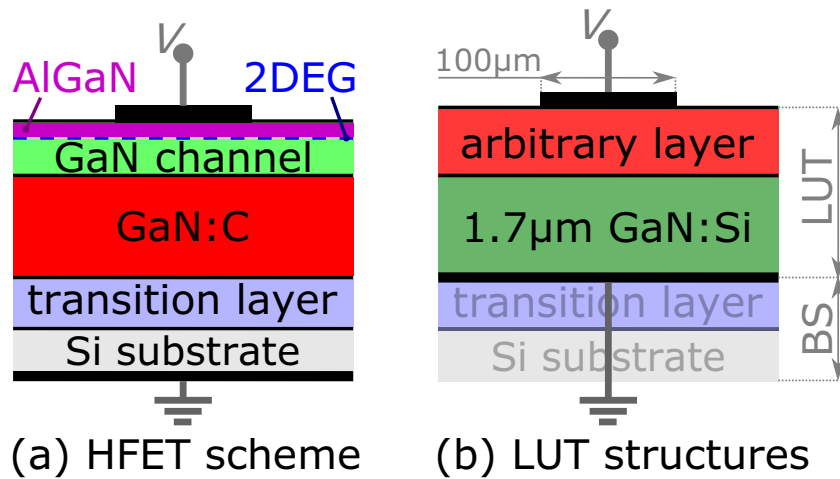 V
AlGaN
2DEG
GaN channel
GaN:C
transition layer
Si substrate
(a) HFET scheme
V
100µm
arbitrary layer
1.7µm GaN:Si
transition layer
Si substrate
LUT
BS
(b) LUT structures